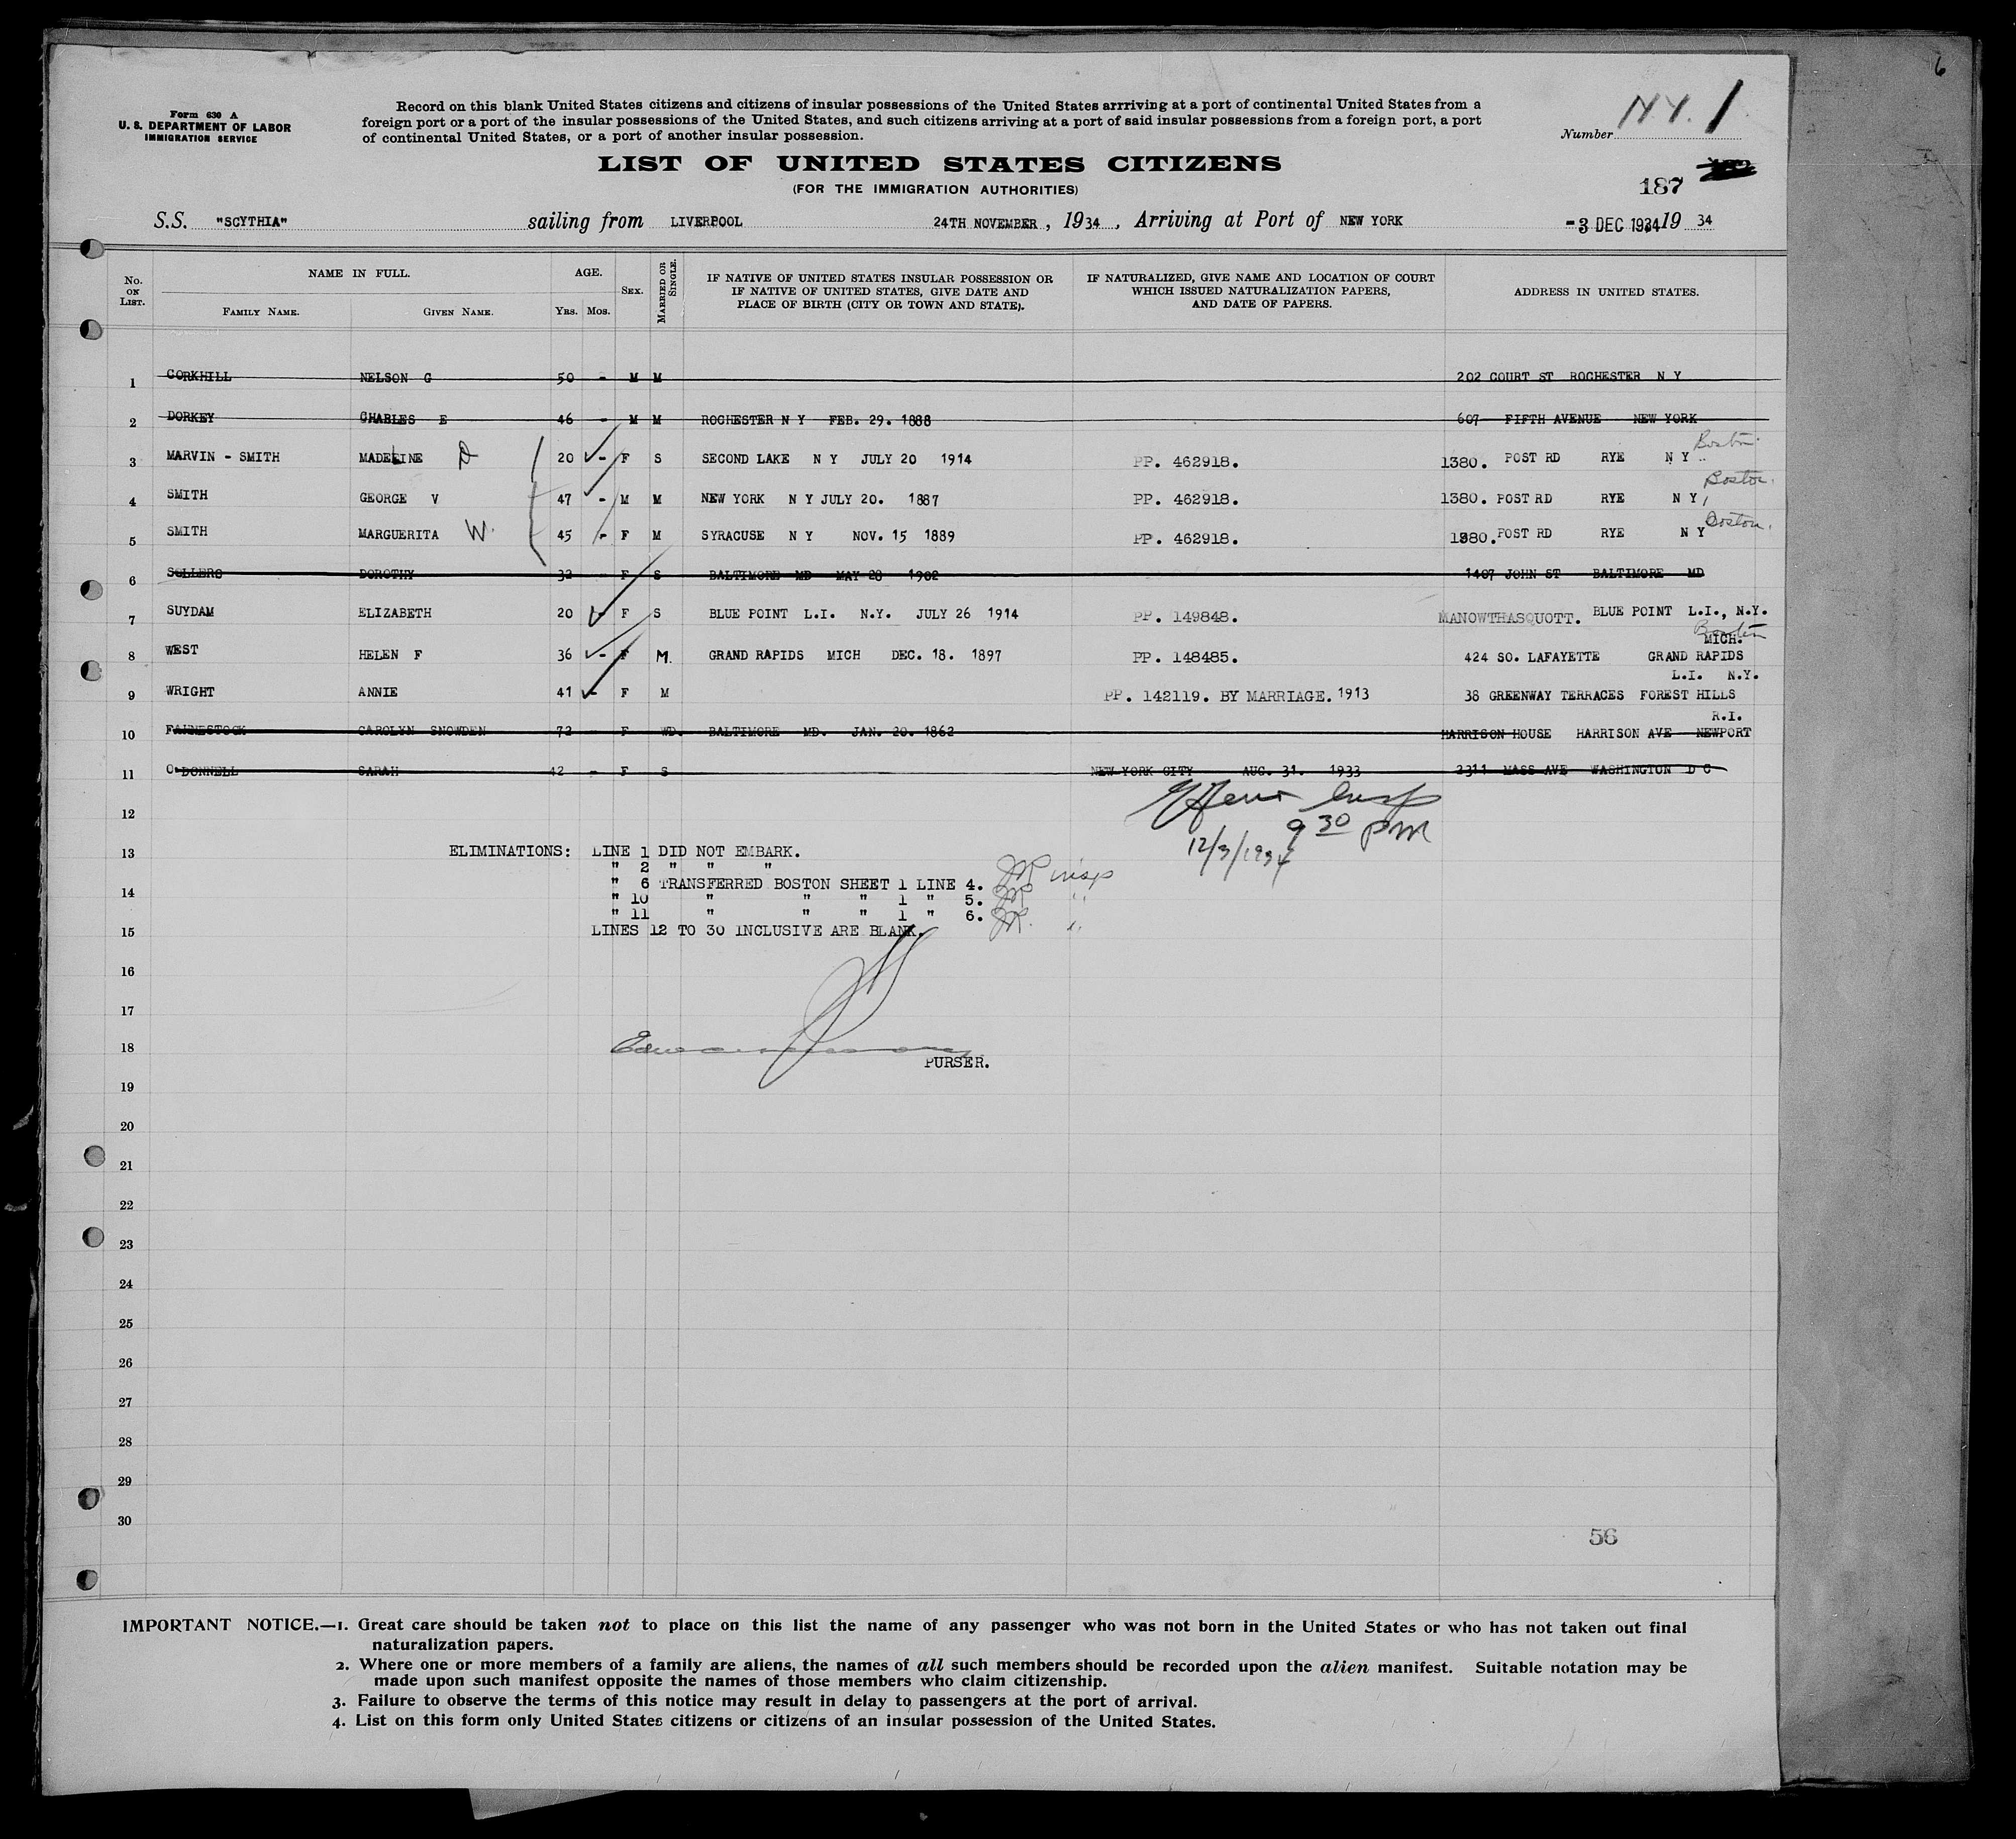 6
Form 630 A
U. S. DEPARTMENT OF LABOR
IMMIGRATION SERVICE
Record on this blank United States citizens and citizens of insular possessions of the United States arrriving at a port of continental United States from a
foreign port or a port of the insular possessions of the United States, and such citizens arriving at a port of said insular possessions from a foreign port, a port
of continental United States, or a port of another insular possession.
Number N.Y. 1
LIST OF UNITED STATES CITIZENS
(FOR THE IMMIGRATION AUTHORITIES)
187
S.S. "SCYTHIA" sailing from LIVERPOOL 24TH NOVEMBER, 1934, Arriving at Port of NEW YORK -3 DEC 1934 19 34
No. ON LIST. NAME IN FULL. FAMILY NAME. GIVEN NAME. AGE. YRS. MOS. SEX. MARRIED OR SINGLE. IF NATIVE OF UNITED STATES INSULAR POSSESSION OR IF NATIVE OF UNITED STATES, GIVE DATE AND PLACE OF BIRTH (CITY OR TOWN AND STATE). IF NATURALIZED, GIVE NAME AND LOCATION OF COURT WHICH ISSUED NATURALIZATION PAPERS, AND DATE OF PAPERS. ADDRESS IN UNITED STATES.
1 CORKHILL NELSON G 50 - M M 202 COURT ST ROCHESTER N Y
2 DORKEY CHARLES E 46 - M M ROCHESTER N Y FEB. 29. 1888 607 FIFTH AVENUE NEW YORK
Boston
3 MARVIN - SMITH MADELINE D 20 - F S SECOND LAKE N Y JULY 20 1914 PP. 462918. 1380. POST RD RYE N Y
Boston.
4 SMITH GEORGE V 47 - M M NEW YORK N Y JULY 20. 1887 PP. 462918. 1380. POST RD RYE N Y
Boston.
5 SMITH MARGUERITA W. 45 - F M SYRACUSE N Y NOV. 15 1889 PP. 462918. 1380. POST RD RYE N Y
6 SOLLERS DOROTHY 32 - F S BALTIMORE MD MAY 28 1902 1407 JOHN ST BALTIMORE MD
7 SUYDAM ELIZABETH 20 - F S BLUE POINT L.I. N.Y. JULY 26 1914 PP. 149848. MANOWTHASQUOTT. BLUE POINT L.I., N.Y.
Boston
MICH.
8 WEST HELEN F 36 - F M. GRAND RAPIDS MICH DEC. 18. 1897 PP. 148485. 424 SO. LAFAYETTE GRAND RAPIDS
L.I. N.Y.
9 WRIGHT ANNIE 41 - F M PP. 142119. BY MARRIAGE. 1913 38 GREENWAY TERRACES FOREST HILLS
R.I.
10 FAHNESTOCK CAROLYN SNOWDEN 72 - F WD. BALTIMORE MD. JAN. 20. 1862 HARRISON HOUSE HARRISON AVE NEWPORT
11 O'DONNELL SARAH 42 - F S NEW YORK CITY AUG. 31. 1933 2311 MASS AVE WASHINGTON D C
Insp
12
9 30 PM
12/3/1934
13 ELIMINATIONS: LINE 1 DID NOT EMBARK.
" 2 " " "
" 6 TRANSFERRED BOSTON SHEET 1 LINE 4. JR insp
14
" 10 " " " 1 " 5. JR "
" 11 " " " 1 " 6. JR. "
15 LINES 12 TO 30 INCLUSIVE ARE BLANK.
16
17
18
PURSER.
19
20
21
22
23
24
25
26
27
28
29
30
56
IMPORTANT NOTICE.—1. Great care should be taken not to place on this list the name of any passenger who was not born in the United States or who has not taken out final
naturalization papers.
2. Where one or more members of a family are aliens, the names of all such members should be recorded upon the alien manifest. Suitable notation may be
made upon such manifest opposite the names of those members who claim citizenship.
3. Failure to observe the terms of this notice may result in delay to passengers at the port of arrival.
4. List on this form only United States citizens or citizens of an insular possession of the United States.